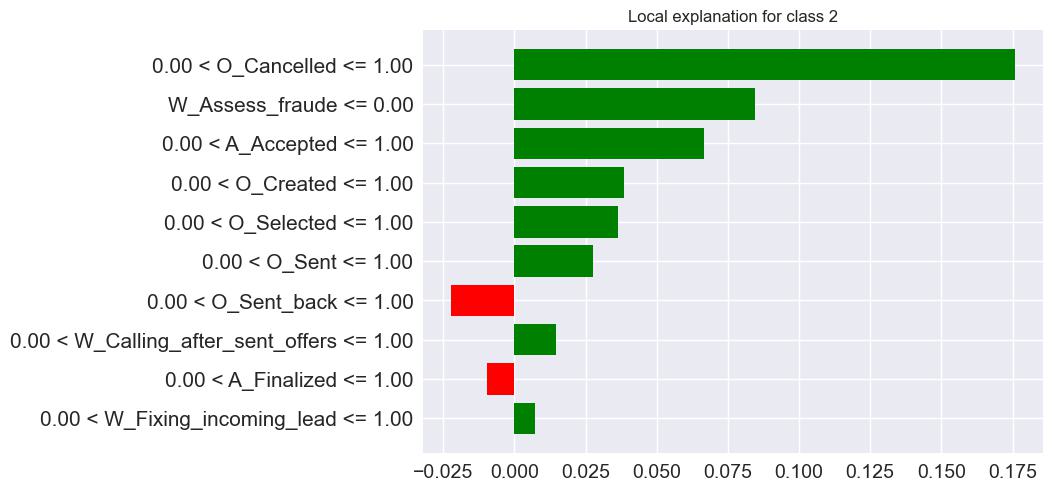 Local explanation for class 2
0.00 < O_Cancelled <= 1.00
W_Assess_fraude <= 0.00
0.00 < A_Accepted <= 1.00
0.00 < O_Created <= 1.00
0.00 < O_Selected <= 1.00
0.00 < O_Sent <= 1.00
0.00 < O_Sent_back <= 1.00
0.00 < W_Calling_after_sent_offers <= 1.00
0.00 < A_Finalized <= 1.00
0.00 < W_Fixing_incoming_lead <= 1.00
−0.025 0.000 0.025 0.050 0.075 0.100 0.125 0.150 0.175